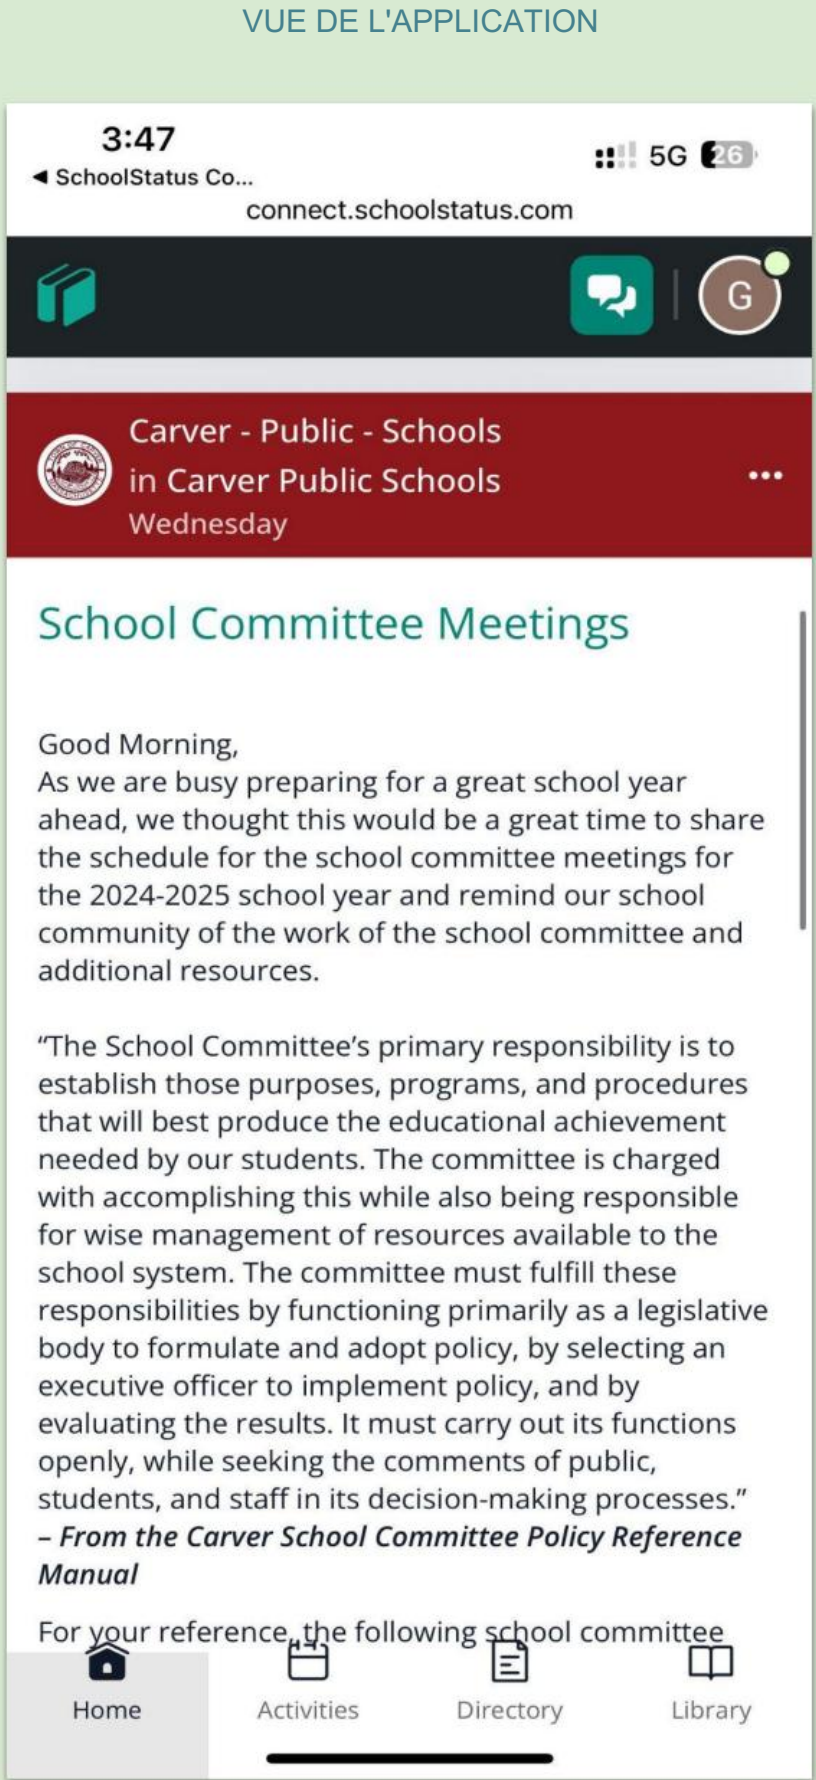 VUE DE L'APPLICATION
3:47
◀ SchoolStatus Co...
5G 26
connect.schoolstatus.com
G
Carver - Public - Schools
in Carver Public Schools
Wednesday
School Committee Meetings
Good Morning,
As we are busy preparing for a great school year
ahead, we thought this would be a great time to share
the schedule for the school committee meetings for
the 2024-2025 school year and remind our school
community of the work of the school committee and
additional resources.
“The School Committee’s primary responsibility is to
establish those purposes, programs, and procedures
that will best produce the educational achievement
needed by our students. The committee is charged
with accomplishing this while also being responsible
for wise management of resources available to the
school system. The committee must fulfill these
responsibilities by functioning primarily as a legislative
body to formulate and adopt policy, by selecting an
executive officer to implement policy, and by
evaluating the results. It must carry out its functions
openly, while seeking the comments of public,
students, and staff in its decision-making processes.”
– From the Carver School Committee Policy Reference
Manual
For your reference, the following school committee
Home Activities Directory Library